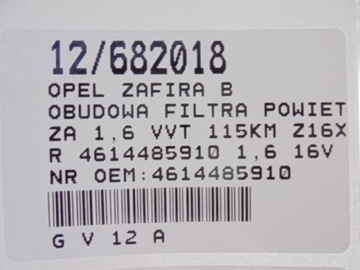 12/682018
OPEL ZAFIRA B
OBUDOWA FILTRA POWIET
ZA 1,6 VVT 115KM Z16X
R 4614485910 1,6 16V
NR OEM:4614485910
G V 12 A